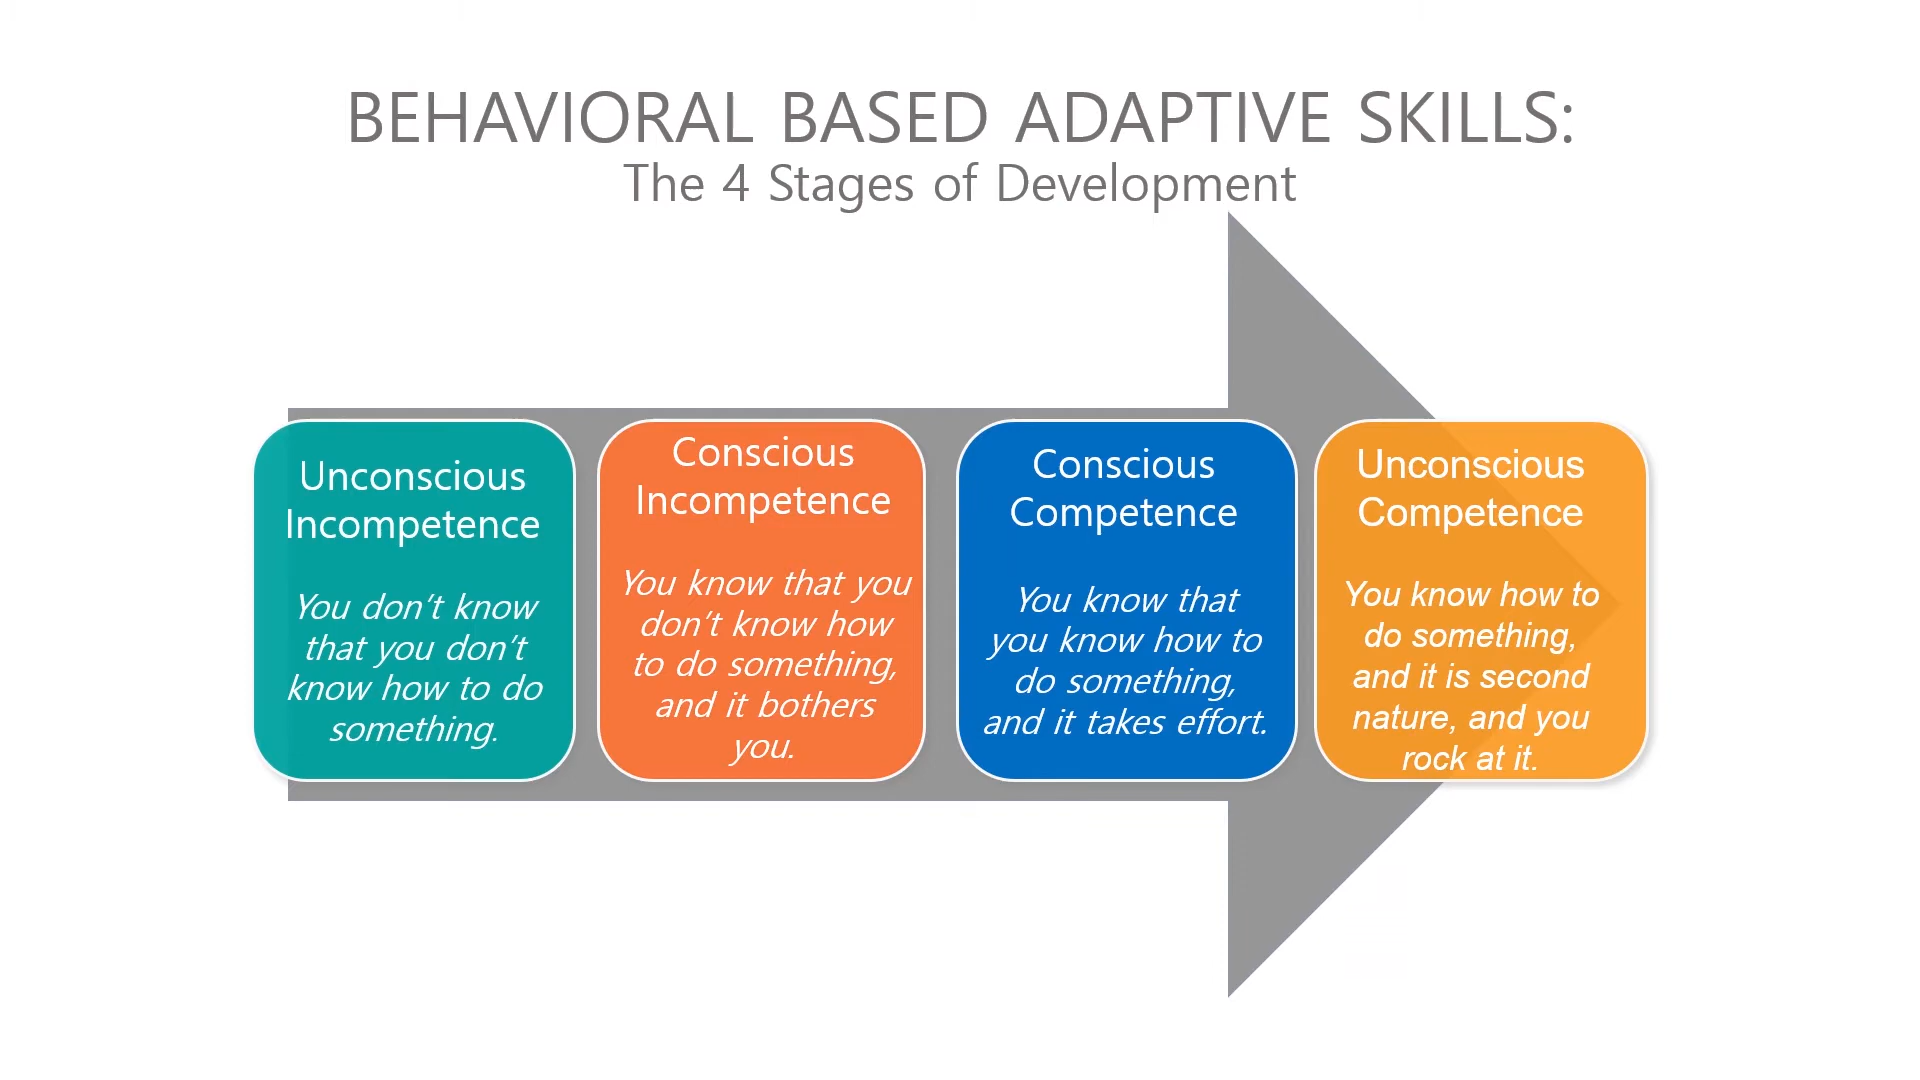 BEHAVIORAL BASED ADAPTIVE SKILLS:
The 4 Stages of Development
Unconscious
Incompetence
You don’t know
that you don’t
know how to do
something.
Conscious
Incompetence
You know that you
don’t know how
to do something,
and it bothers
you.
Conscious
Competence
You know that
you know how to
do something,
and it takes effort.
Unconscious
Competence
You know how to
do something,
and it is second
nature, and you
rock at it.